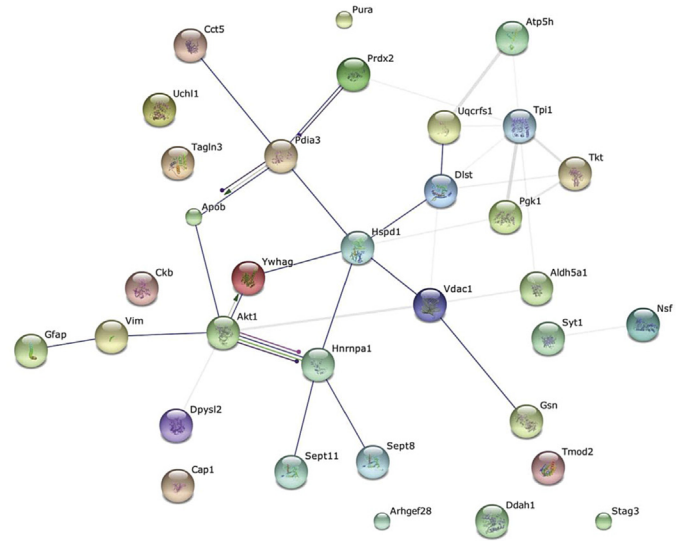 Pura
Cct5
Atp5h
Prdx2
Uchl1
Uqcrfs1
Tpi1
Tagln3
Pdia3
Tkt
Dlst
Pgk1
Apob
Hspd1
Ywhag
Ckb
Aldh5a1
Vdac1
Akt1
Nsf
Syt1
Vim
Gfap
Hnrnpa1
Dpysl2
Gsn
Sept11
Sept8
Tmod2
Cap1
Arhgef28
Ddah1
Stag3